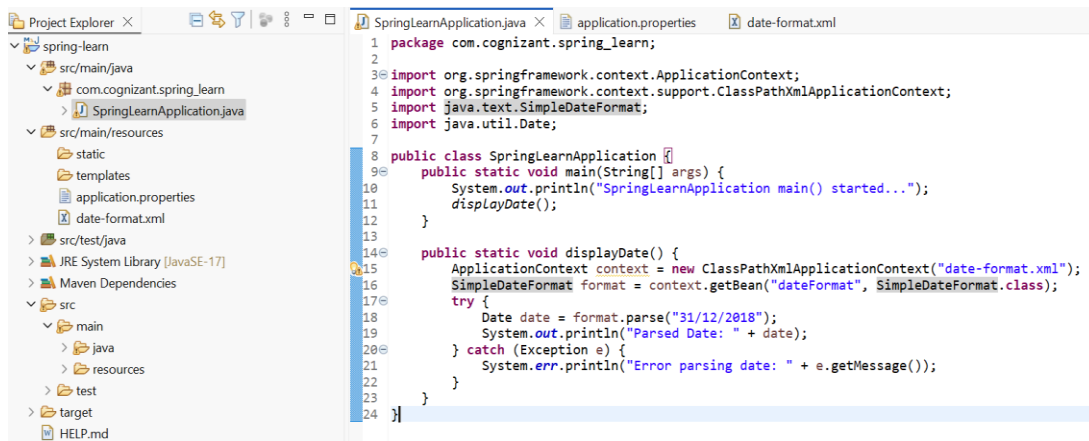 Project Explorer
spring-learn
src/main/java
com.cognizant.spring_learn
SpringLearnApplication.java
src/main/resources
static
templates
application.properties
date-format.xml
src/test/java
JRE System Library [JavaSE-17]
Maven Dependencies
src
main
java
resources
test
target
HELP.md
SpringLearnApplication.java
application.properties
date-format.xml
1 package com.cognizant.spring_learn;
2
3 import org.springframework.context.ApplicationContext;
4 import org.springframework.context.support.ClassPathXmlApplicationContext;
5 import java.text.SimpleDateFormat;
6 import java.util.Date;
7
8 public class SpringLearnApplication {
9 public static void main(String[] args) {
10 System.out.println("SpringLearnApplication main() started...");
11 displayDate();
12 }
13
14 public static void displayDate() {
15 ApplicationContext context = new ClassPathXmlApplicationContext("date-format.xml");
16 SimpleDateFormat format = context.getBean("dateFormat", SimpleDateFormat.class);
17 try {
18 Date date = format.parse("31/12/2018");
19 System.out.println("Parsed Date: " + date);
20 } catch (Exception e) {
21 System.err.println("Error parsing date: " + e.getMessage());
22 }
23 }
24 }